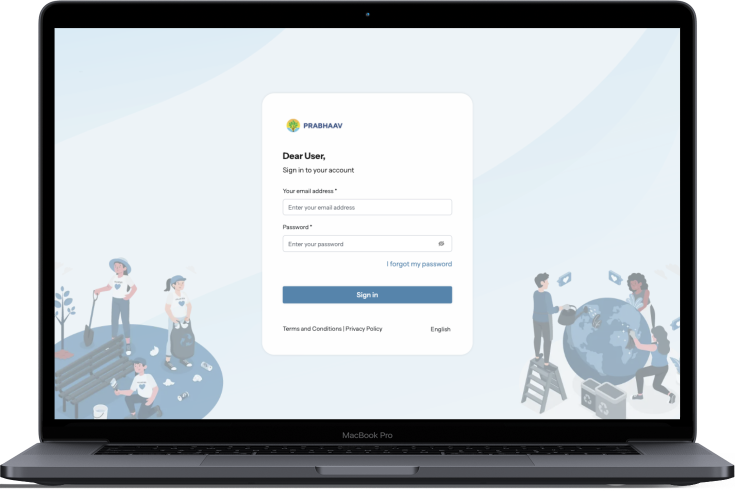 PRABHAAV
Dear User,
Sign in to your account
Your email address *
Enter your email address
Password *
Enter your password
I forgot my password
Sign in
Terms and Conditions | Privacy Policy English
MacBook Pro